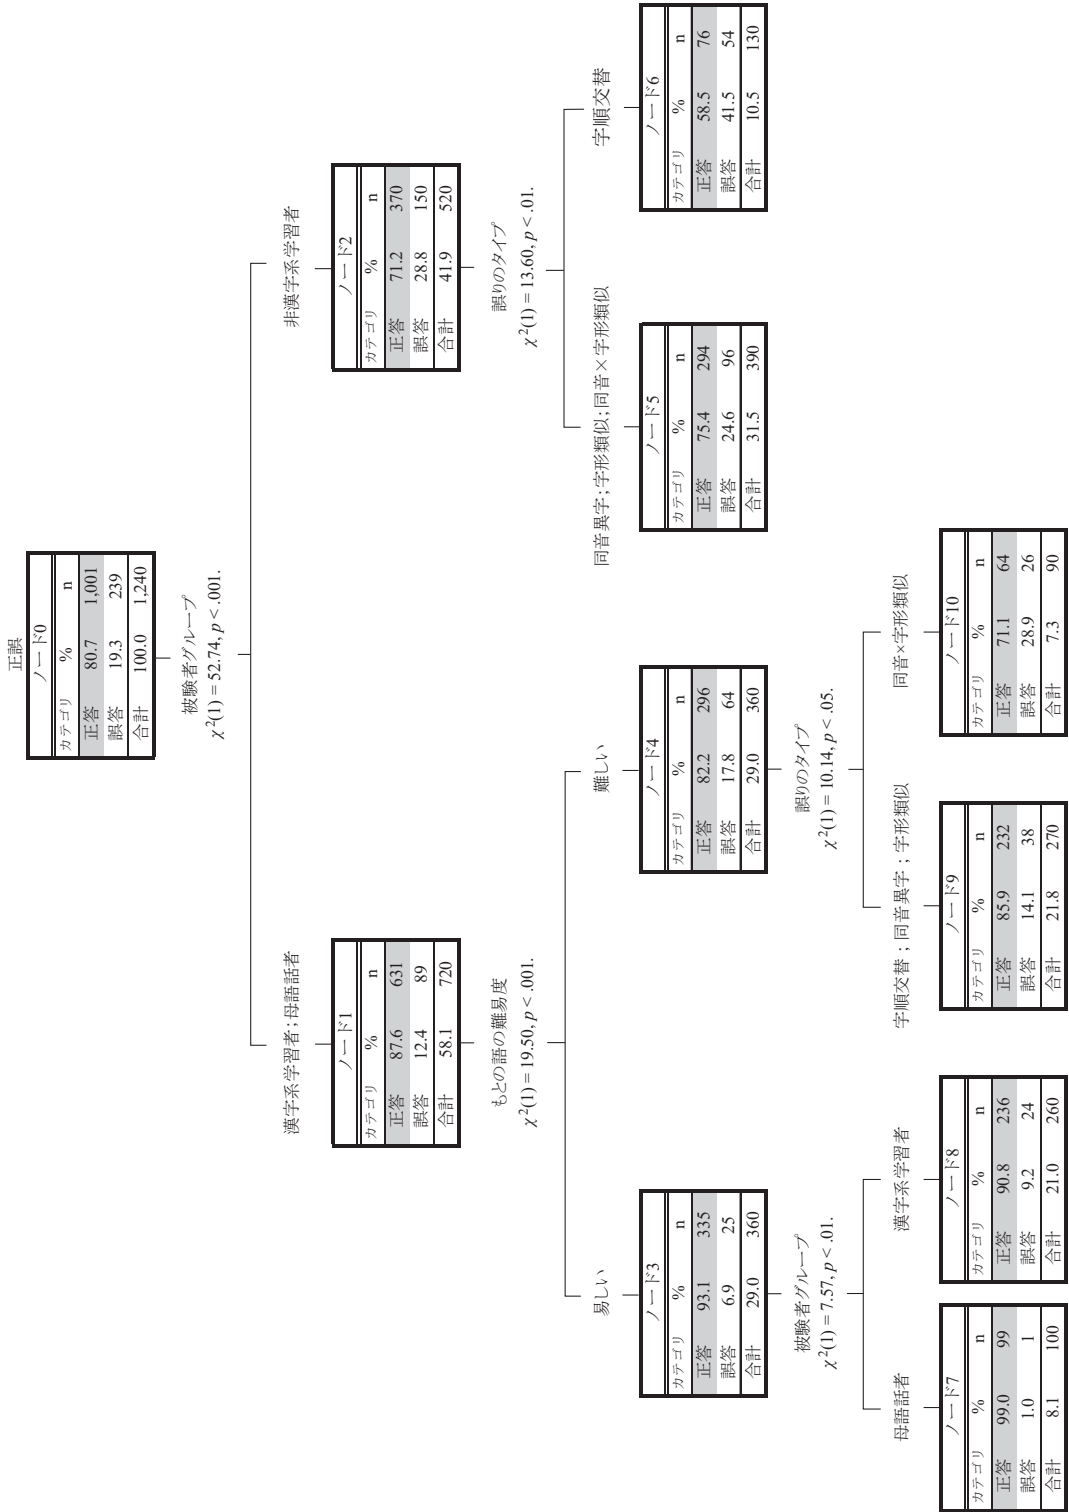 正誤
ノード0
カテゴリ % n
正答 80.7 1,001
誤答 19.3 239
合計 100.0 1,240
被験者グループ
χ²(1) = 52.74, p < .001.
漢字系学習者;母語話者
ノード1
カテゴリ % n
正答 87.6 631
誤答 12.4 89
合計 58.1 720
もとの語の難易度
χ²(1) = 19.50, p < .001.
非漢字系学習者
ノード2
カテゴリ % n
正答 71.2 370
誤答 28.8 150
合計 41.9 520
誤りのタイプ
χ²(1) = 13.60, p < .01.
易しい
ノード3
カテゴリ % n
正答 93.1 335
誤答 6.9 25
合計 29.0 360
被験者グループ
χ²(1) = 7.57, p < .01.
難しい
ノード4
カテゴリ % n
正答 82.2 296
誤答 17.8 64
合計 29.0 360
誤りのタイプ
χ²(1) = 10.14, p < .05.
同音異字;字形類似;同音×字形類似
ノード5
カテゴリ % n
正答 75.4 294
誤答 24.6 96
合計 31.5 390
字順交替
ノード6
カテゴリ % n
正答 58.5 76
誤答 41.5 54
合計 10.5 130
母語話者
ノード7
カテゴリ % n
正答 99.0 99
誤答 1.0 1
合計 8.1 100
漢字系学習者
ノード8
カテゴリ % n
正答 90.8 236
誤答 9.2 24
合計 21.0 260
字順交替;同音異字;字形類似
ノード9
カテゴリ % n
正答 85.9 232
誤答 14.1 38
合計 21.8 270
同音×字形類似
ノード10
カテゴリ % n
正答 71.1 64
誤答 28.9 26
合計 7.3 90